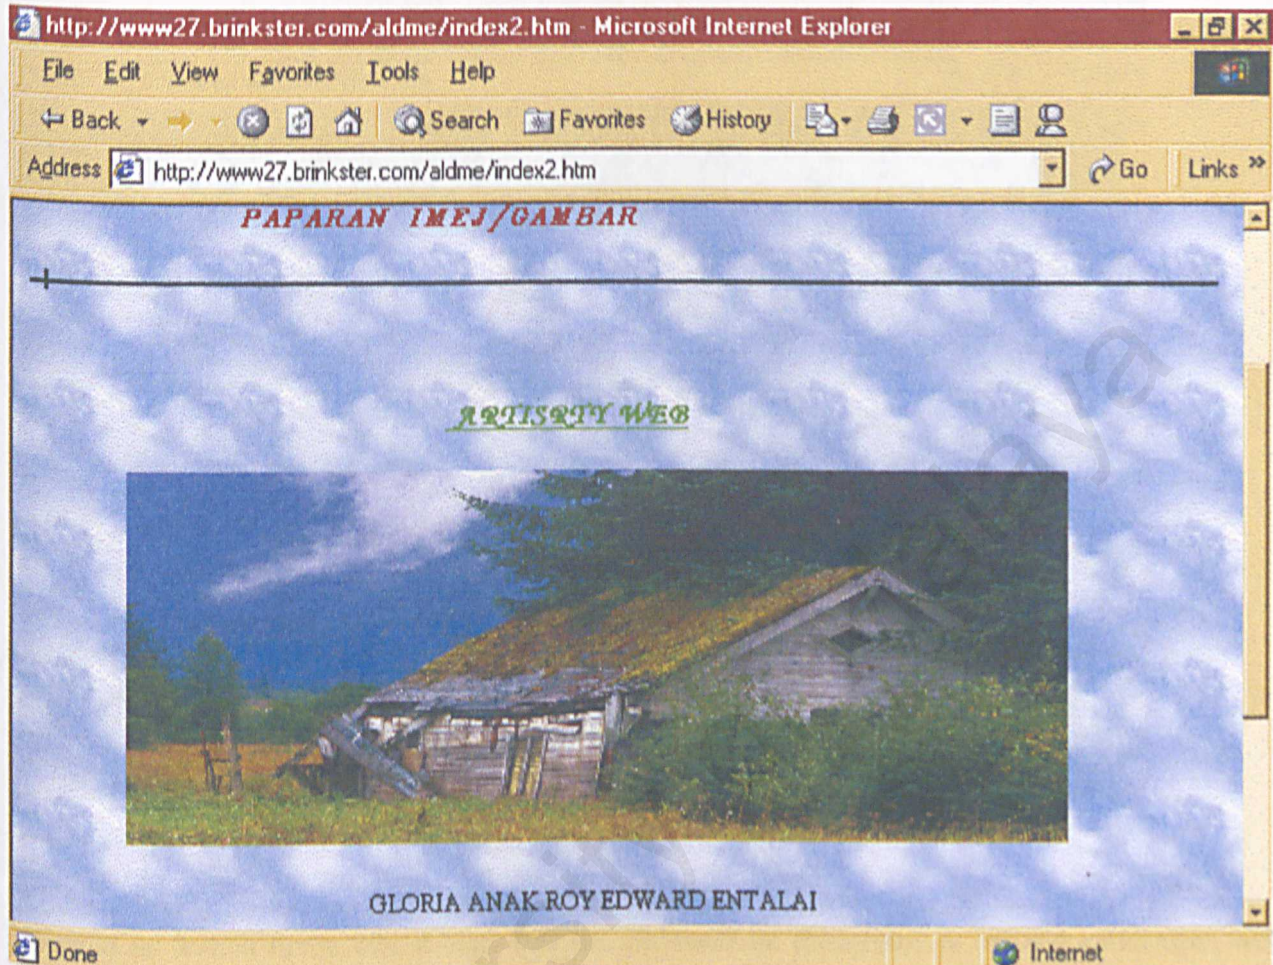 http://www27.brinkster.com/aldme/index2.htm - Microsoft Internet Explorer
File Edit View Favorites Tools Help
Back Search Favorites History
Address http://www27.brinkster.com/aldme/index2.htm Go Links »
PAPARAN IMEJ/GAMBAR
ARTISRTY WEB
GLORIA ANAK ROY EDWARD ENTALAI
Done Internet